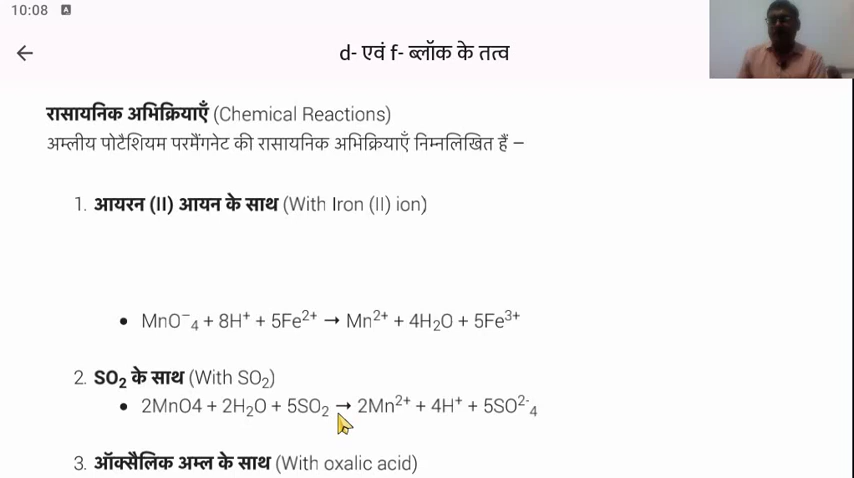 10:08 A
d- एवं f- ब्लॉक के तत्व
रासायनिक अभिक्रियाएँ (Chemical Reactions)
अम्लीय पोटैशियम परमैंगनेट की रासायनिक अभिक्रियाएँ निम्नलिखित हैं –
1. आयरन (II) आयन के साथ (With Iron (II) ion)
• MnO⁻₄ + 8H⁺ + 5Fe²⁺ → Mn²⁺ + 4H₂O + 5Fe³⁺
2. SO₂ के साथ (With SO₂)
• 2MnO4 + 2H₂O + 5SO₂ → 2Mn²⁺ + 4H⁺ + 5SO²⁻₄
3. ऑक्सैलिक अम्ल के साथ (With oxalic acid)